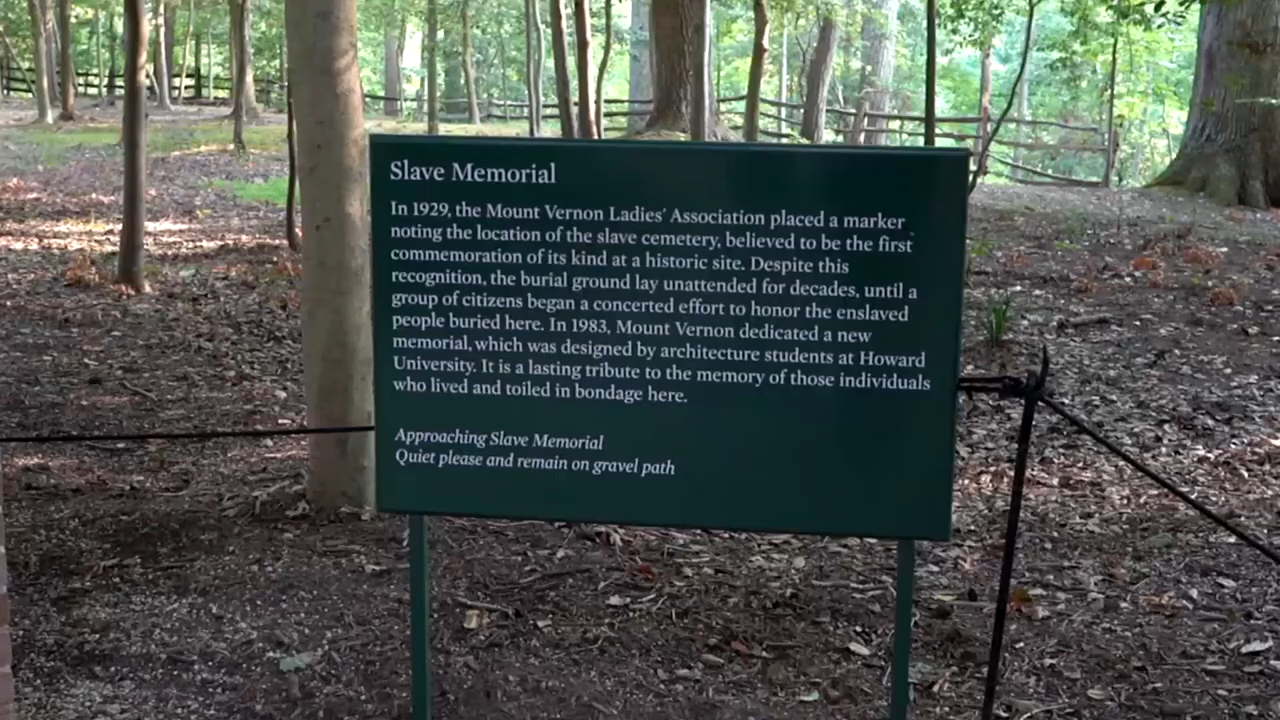 Slave Memorial
In 1929, the Mount Vernon Ladies' Association placed a marker
noting the location of the slave cemetery, believed to be the first
commemoration of its kind at a historic site. Despite this
recognition, the burial ground lay unattended for decades, until a
group of citizens began a concerted effort to honor the enslaved
people buried here. In 1983, Mount Vernon dedicated a new
memorial, which was designed by architecture students at Howard
University. It is a lasting tribute to the memory of those individuals
who lived and toiled in bondage here.
Approaching Slave Memorial
Quiet please and remain on gravel path